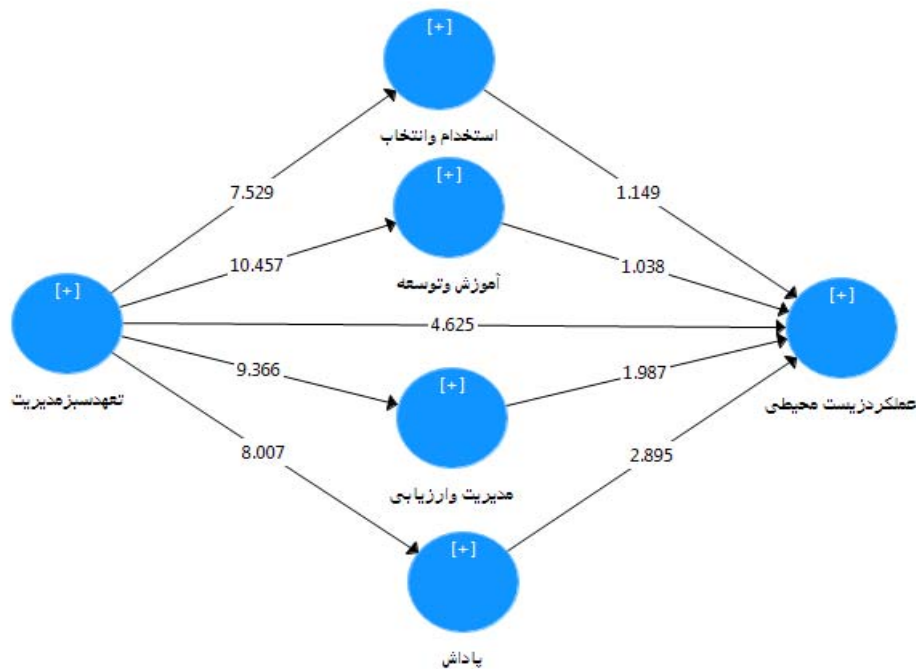 [+]
استخدام وانتخاب
7.529
1.149
[+]
آموزش وتوسعه
10.457
1.038
[+]
تعهدسبزمدیریت
4.625
[+]
عملکردزیست محیطی
9.366
1.987
[+]
مدیریت وارزیابی
8.007
2.895
[+]
پاداش